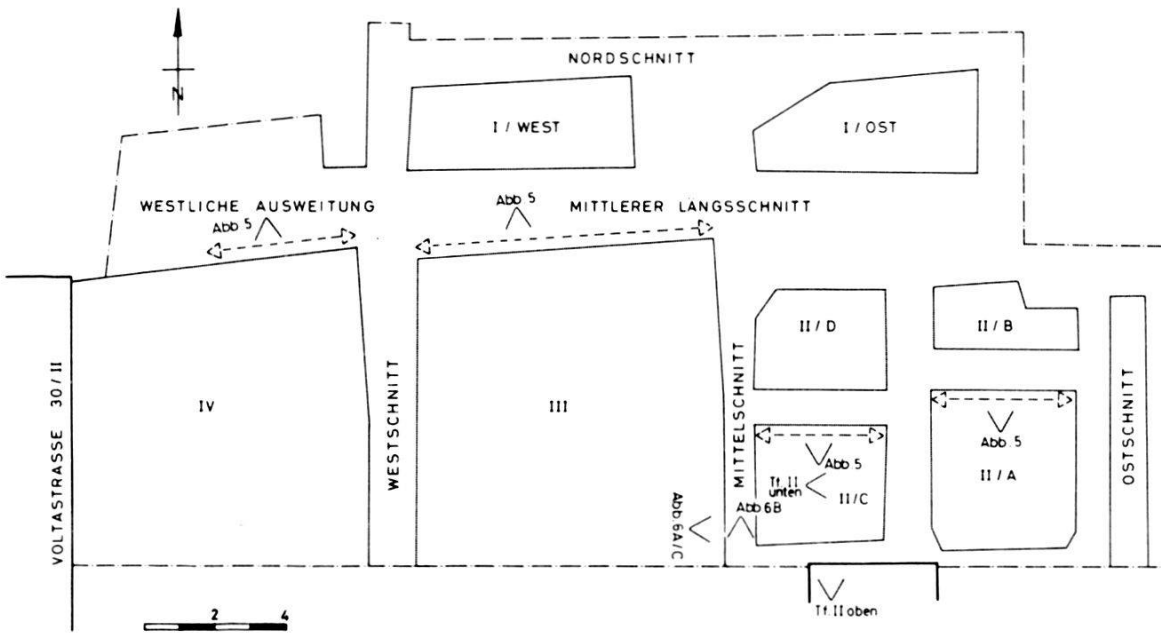 N
NORDSCHNITT
I / WEST
I / OST
WESTLICHE AUSWEITUNG
Abb 5
Abb. 5
MITTLERER LÄNGSSCHNITT
VOLTASTRASSE 30/II
IV
WESTSCHNITT
III
MITTELSCHNITT
II / D
II / B
Abb 5
Tf. II
unten
II/C
Abb. 5
II / A
OSTSCHNITT
Abb 6A/C
Abb 6B
Tf. II oben
2 4